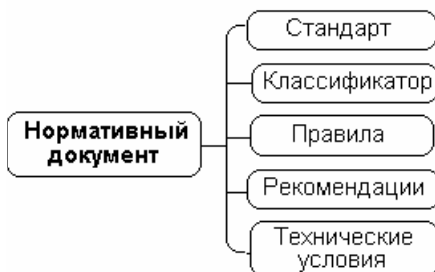 Стандарт
Классификатор
Нормативный
документ
Правила
Рекомендации
Технические
условия